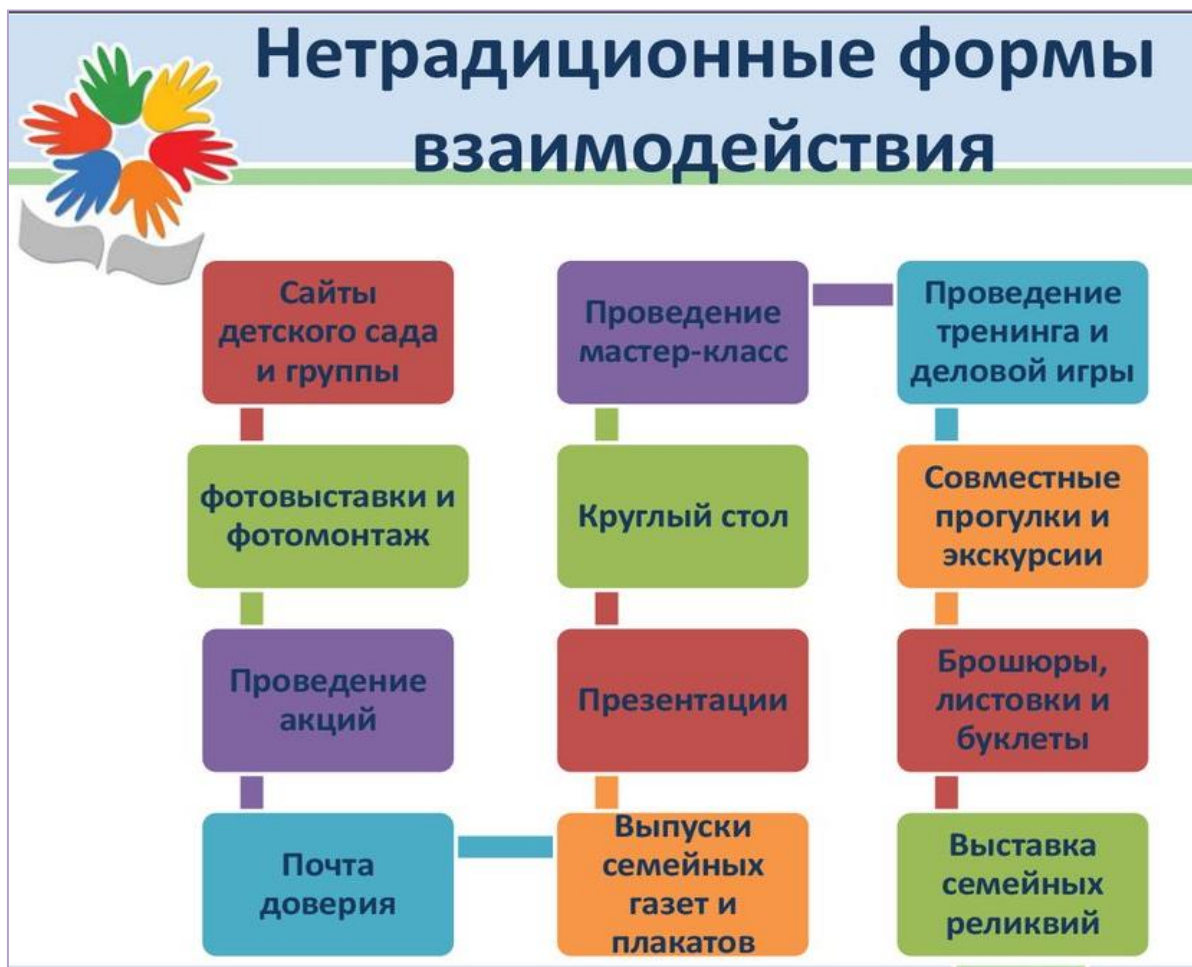 Нетрадиционные формы
взаимодействия
Сайты
детского сада
и группы
фотовыставки и
фотомонтаж
Проведение
акций
Почта
доверия
Выпуски
семейных
газет и
плакатов
Презентации
Круглый стол
Проведение
мастер-класс
Проведение
тренинга и
деловой игры
Совместные
прогулки и
экскурсии
Брошюры,
листовки и
буклеты
Выставка
семейных
реликвий